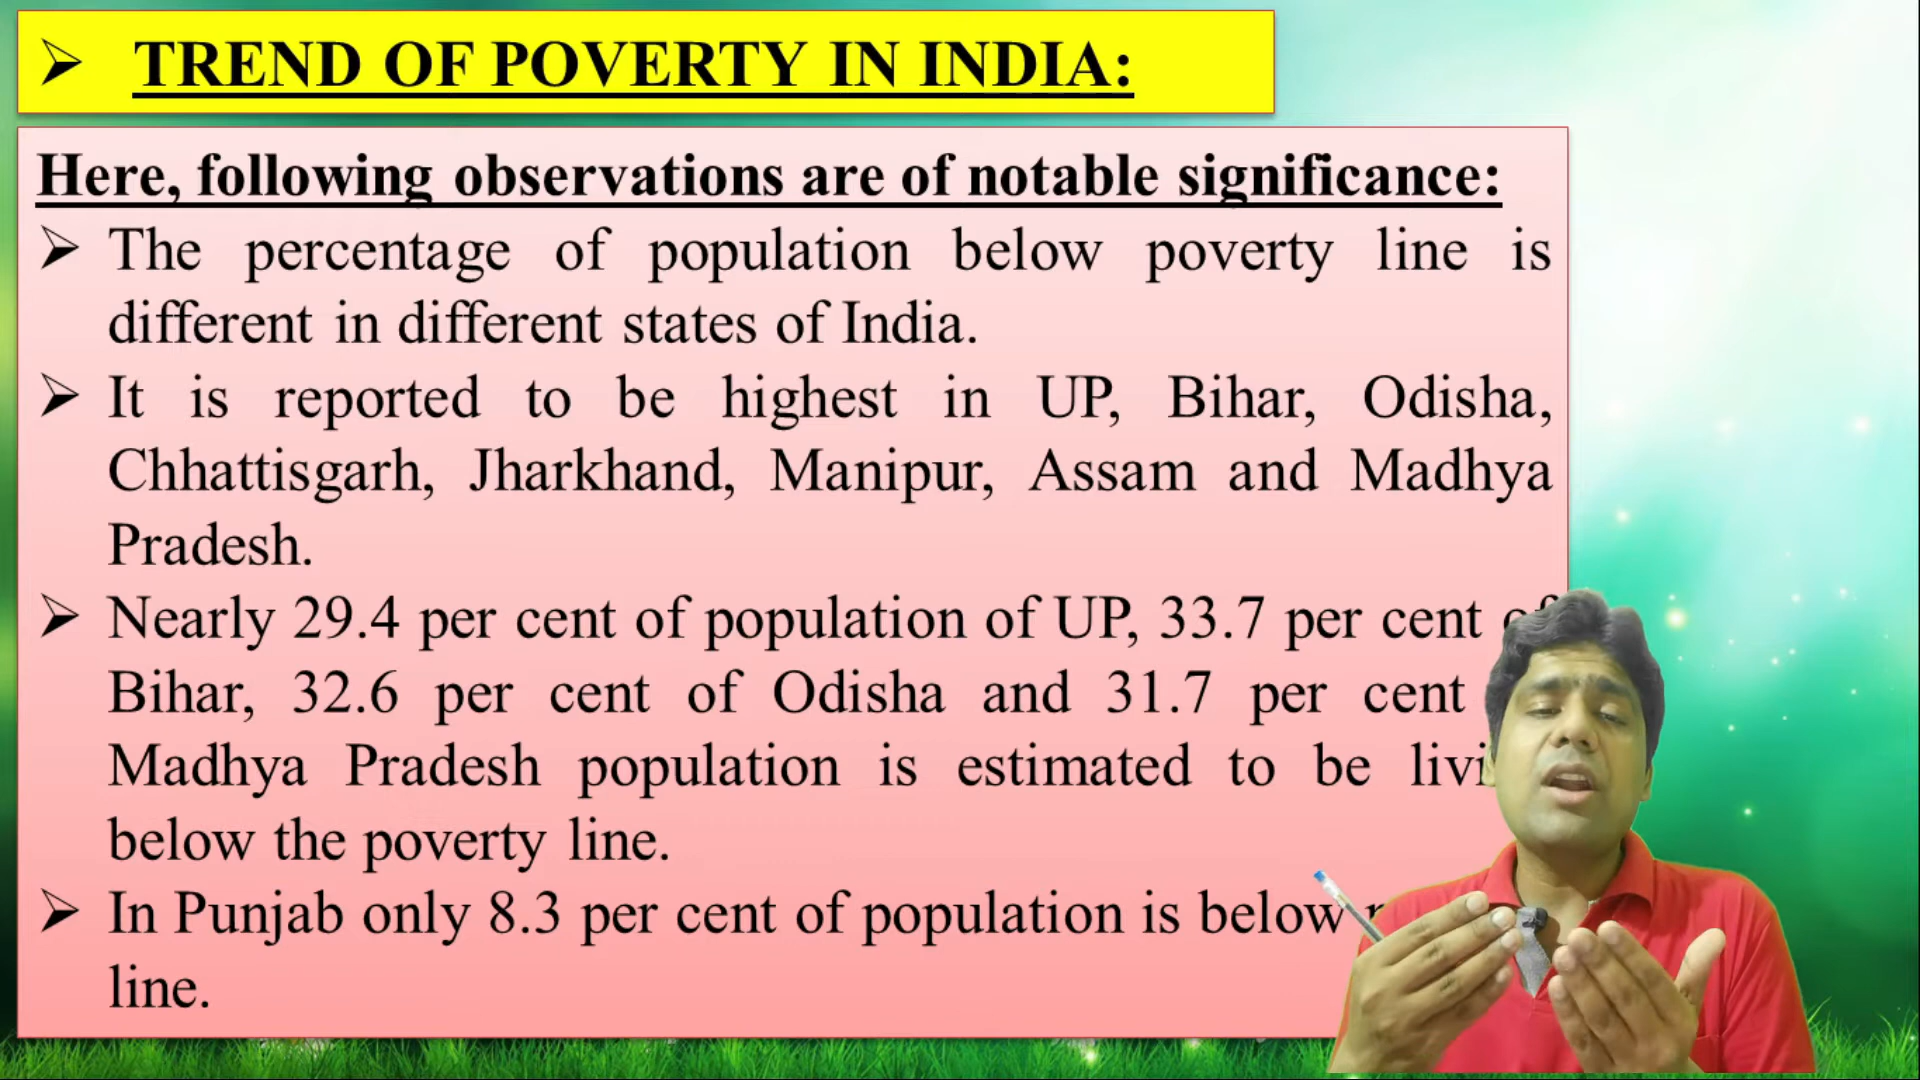 ➢ TREND OF POVERTY IN INDIA:
Here, following observations are of notable significance:
➢ The percentage of population below poverty line is
different in different states of India.
➢ It is reported to be highest in UP, Bihar, Odisha,
Chhattisgarh, Jharkhand, Manipur, Assam and Madhya
Pradesh.
➢ Nearly 29.4 per cent of population of UP, 33.7 per cent of
Bihar, 32.6 per cent of Odisha and 31.7 per cent
Madhya Pradesh population is estimated to be
below the poverty line.
➢ In Punjab only 8.3 per cent of population is below
line.